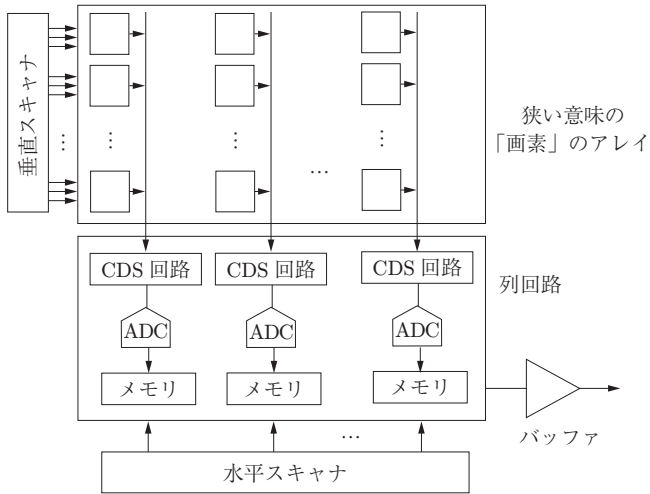 垂直スキャナ
…
…
…
…
…
狭い意味の
「画素」のアレイ
CDS 回路
CDS 回路
CDS 回路
列回路
ADC
ADC
ADC
メモリ
メモリ
メモリ
バッファ
…
水平スキャナ